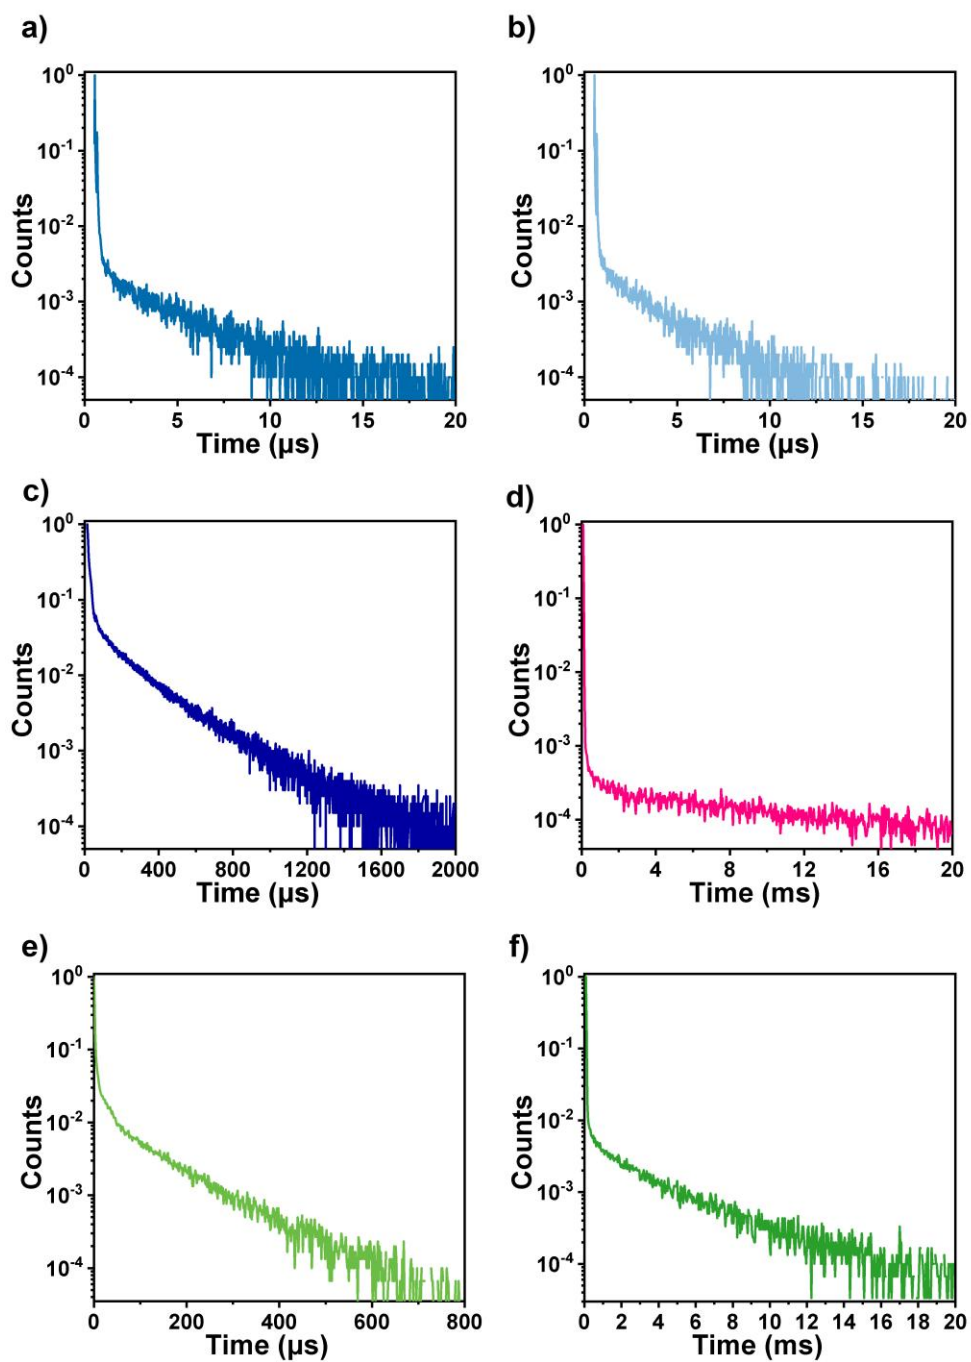 a)
10⁰
10⁻¹
10⁻²
10⁻³
10⁻⁴
Counts
0 5 10 15 20
Time (µs)
b)
10⁰
10⁻¹
10⁻²
10⁻³
10⁻⁴
Counts
0 5 10 15 20
Time (µs)
c)
10⁰
10⁻¹
10⁻²
10⁻³
10⁻⁴
Counts
0 400 800 1200 1600 2000
Time (µs)
d)
10⁰
10⁻¹
10⁻²
10⁻³
10⁻⁴
Counts
0 4 8 12 16 20
Time (ms)
e)
10⁰
10⁻¹
10⁻²
10⁻³
10⁻⁴
Counts
0 200 400 600 800
Time (µs)
f)
10⁰
10⁻¹
10⁻²
10⁻³
10⁻⁴
Counts
0 2 4 6 8 10 12 14 16 18 20
Time (ms)